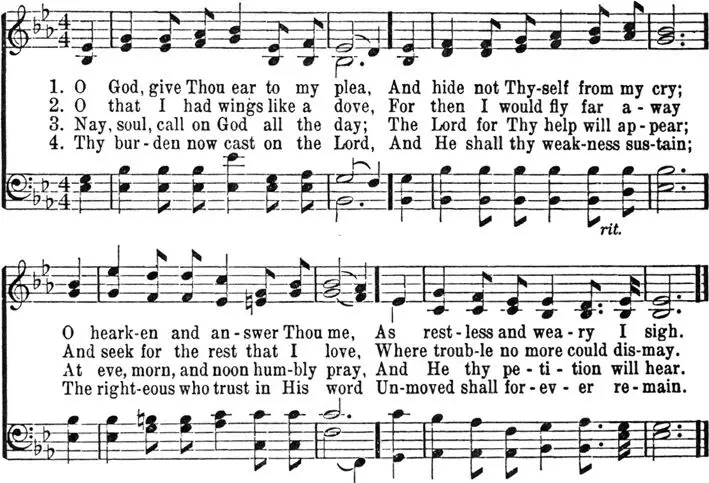 4 4
1. O God, give Thou ear to my plea, And hide not Thy-self from my cry;
2. O that I had wings like a dove, For then I would fly far a-way
3. Nay, soul, call on God all the day; The Lord for Thy help will ap-pear;
4. Thy bur-den now cast on the Lord, And He shall thy weak-ness sus-tain;
4 4
rit.
O heark-en and an-swer Thou me, As rest-less and wea-ry I sigh.
And seek for the rest that I love, Where troub-le no more could dis-may.
At eve, morn, and noon hum-bly pray, And He thy pe-ti-tion will hear.
The right-eous who trust in His word Un-moved shall for-ev-er re-main.